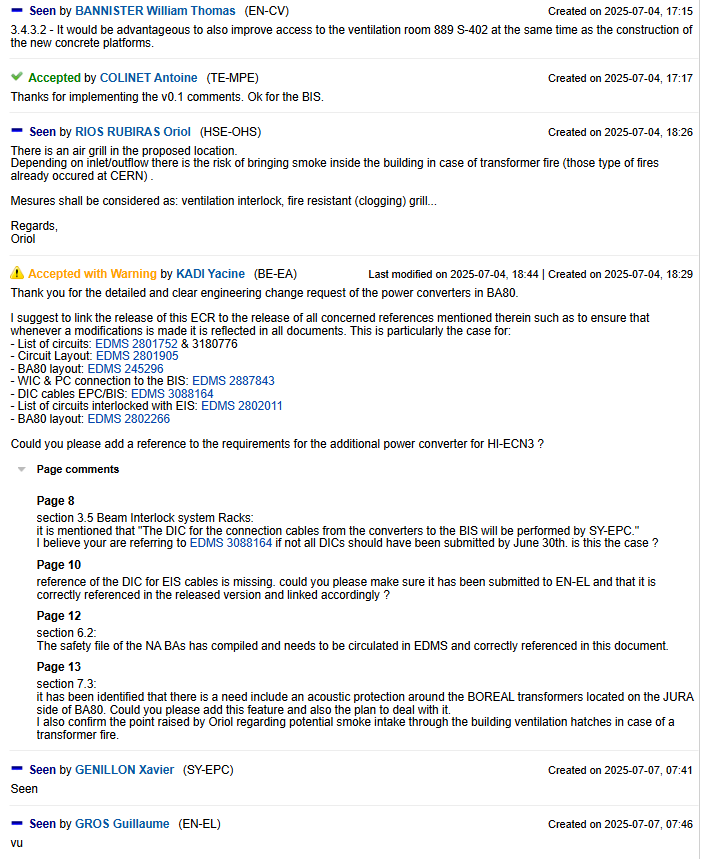 Seen by BANNISTER William Thomas (EN-CV) Created on 2025-07-04, 17:15
3.4.3.2 - It would be advantageous to also improve access to the ventilation room 889 S-402 at the same time as the construction of
the new concrete platforms.
Accepted by COLINET Antoine (TE-MPE) Created on 2025-07-04, 17:17
Thanks for implementing the v0.1 comments. Ok for the BIS.
Seen by RIOS RUBIRAS Oriol (HSE-OHS) Created on 2025-07-04, 18:26
There is an air grill in the proposed location.
Depending on inlet/outflow there is the risk of bringing smoke inside the building in case of transformer fire (those type of fires
already occured at CERN) .
Mesures shall be considered as: ventilation interlock, fire resistant (clogging) grill...
Regards,
Oriol
Accepted with Warning by KADI Yacine (BE-EA) Last modified on 2025-07-04, 18:44 | Created on 2025-07-04, 18:29
Thank you for the detailed and clear engineering change request of the power converters in BA80.
I suggest to link the release of this ECR to the release of all concerned references mentioned therein such as to ensure that
whenever a modifications is made it is reflected in all documents. This is particularly the case for:
- List of circuits: EDMS 2801752 & 3180776
- Circuit Layout: EDMS 2801905
- BA80 layout: EDMS 245296
- WIC & PC connection to the BIS: EDMS 2887843
- DIC cables EPC/BIS: EDMS 3088164
- List of circuits interlocked with EIS: EDMS 2802011
- BA80 layout: EDMS 2802266
Could you please add a reference to the requirements for the additional power converter for HI-ECN3 ?
Page comments
Page 8
section 3.5 Beam Interlock system Racks:
it is mentioned that "The DIC for the connection cables from the converters to the BIS will be performed by SY-EPC."
I believe your are referring to EDMS 3088164 if not all DICs should have been submitted by June 30th. is this the case ?
Page 10
reference of the DIC for EIS cables is missing. could you please make sure it has been submitted to EN-EL and that it is
correctly referenced in the released version and linked accordingly ?
Page 12
section 6.2:
The safety file of the NA BAs has compiled and needs to be circulated in EDMS and correctly referenced in this document.
Page 13
section 7.3:
it has been identified that there is a need include an acoustic protection around the BOREAL transformers located on the JURA
side of BA80. Could you please add this feature and also the plan to deal with it.
I also confirm the point raised by Oriol regarding potential smoke intake through the building ventilation hatches in case of a
transformer fire.
Seen by GENILLON Xavier (SY-EPC) Created on 2025-07-07, 07:41
Seen
Seen by GROS Guillaume (EN-EL) Created on 2025-07-07, 07:46
vu